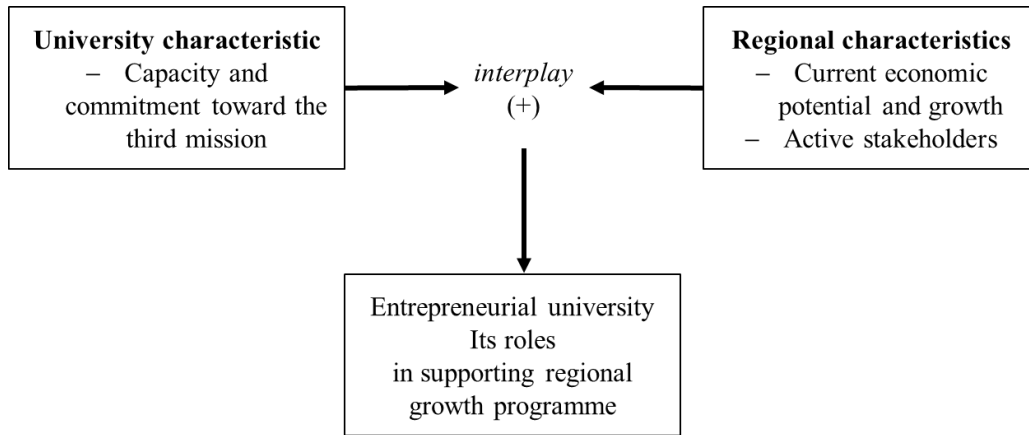 University characteristic
– Capacity and
commitment toward the
third mission
interplay
(+)
Regional characteristics
– Current economic
potential and growth
– Active stakeholders
Entrepreneurial university
Its roles
in supporting regional
growth programme